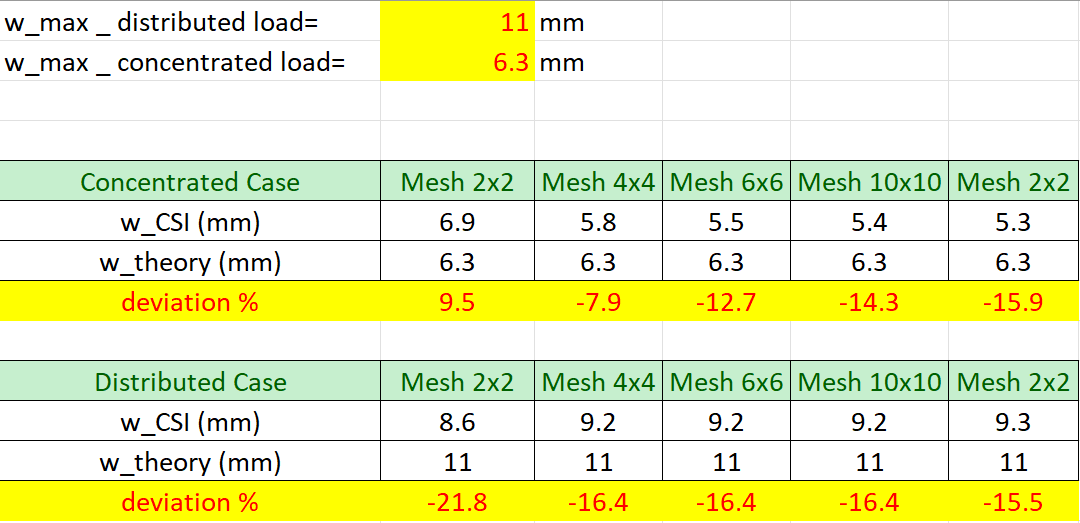 w_max _ distributed load= 11 mm
w_max _ concentrated load= 6.3 mm
Concentrated Case Mesh 2x2 Mesh 4x4 Mesh 6x6 Mesh 10x10 Mesh 2x2
w_CSI (mm) 6.9 5.8 5.5 5.4 5.3
w_theory (mm) 6.3 6.3 6.3 6.3 6.3
deviation % 9.5 -7.9 -12.7 -14.3 -15.9
Distributed Case Mesh 2x2 Mesh 4x4 Mesh 6x6 Mesh 10x10 Mesh 2x2
w_CSI (mm) 8.6 9.2 9.2 9.2 9.3
w_theory (mm) 11 11 11 11 11
deviation % -21.8 -16.4 -16.4 -16.4 -15.5